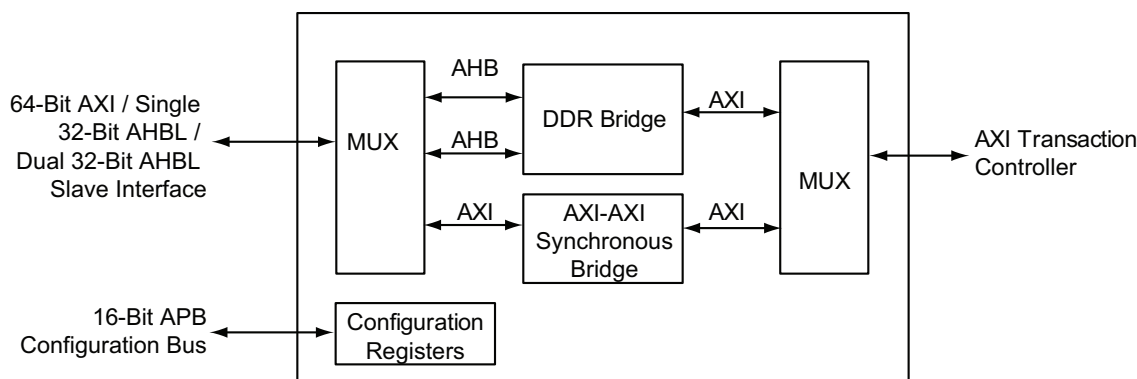 64-Bit AXI / Single
32-Bit AHBL /
Dual 32-Bit AHBL
Slave Interface
MUX
AHB
AHB
AXI
DDR Bridge
AXI-AXI
Synchronous
Bridge
AXI
AXI
MUX
AXI Transaction
Controller
16-Bit APB
Configuration Bus
Configuration
Registers